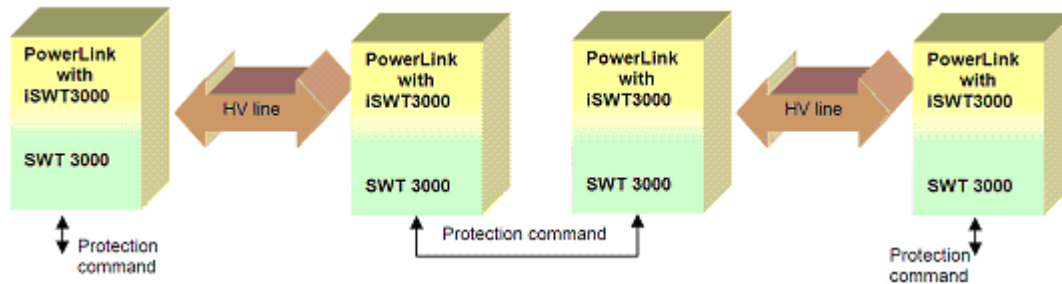 PowerLink
with
iSWT3000
SWT 3000
Protection
command
HV line
PowerLink
with
iSWT3000
SWT 3000
Protection command
PowerLink
with
iSWT3000
SWT 3000
HV line
PowerLink
with
iSWT3000
SWT 3000
Protection
command